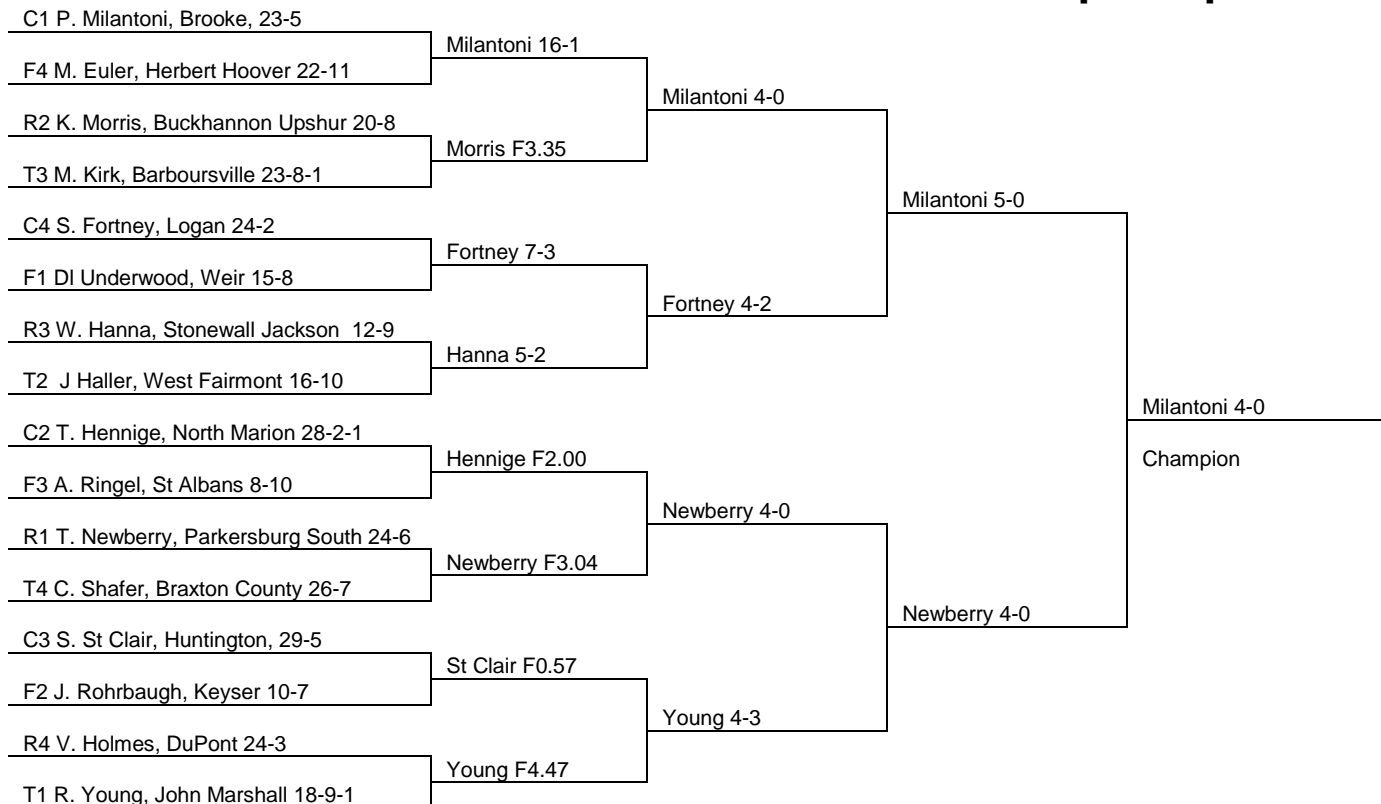 C1 P. Milantoni, Brooke, 23-5
Milantoni 16-1
F4 M. Euler, Herbert Hoover 22-11
Milantoni 4-0
R2 K. Morris, Buckhannon Upshur 20-8
Morris F3.35
T3 M. Kirk, Barboursville 23-8-1
Milantoni 5-0
C4 S. Fortney, Logan 24-2
Fortney 7-3
F1 Dl Underwood, Weir 15-8
Fortney 4-2
R3 W. Hanna, Stonewall Jackson  12-9
Hanna 5-2
T2  J Haller, West Fairmont 16-10
Milantoni 4-0
C2 T. Hennige, North Marion 28-2-1
Hennige F2.00
Champion
F3 A. Ringel, St Albans 8-10
Newberry 4-0
R1 T. Newberry, Parkersburg South 24-6
Newberry F3.04
T4 C. Shafer, Braxton County 26-7
Newberry 4-0
C3 S. St Clair, Huntington, 29-5
St Clair F0.57
F2 J. Rohrbaugh, Keyser 10-7
Young 4-3
R4 V. Holmes, DuPont 24-3
Young F4.47
T1 R. Young, John Marshall 18-9-1